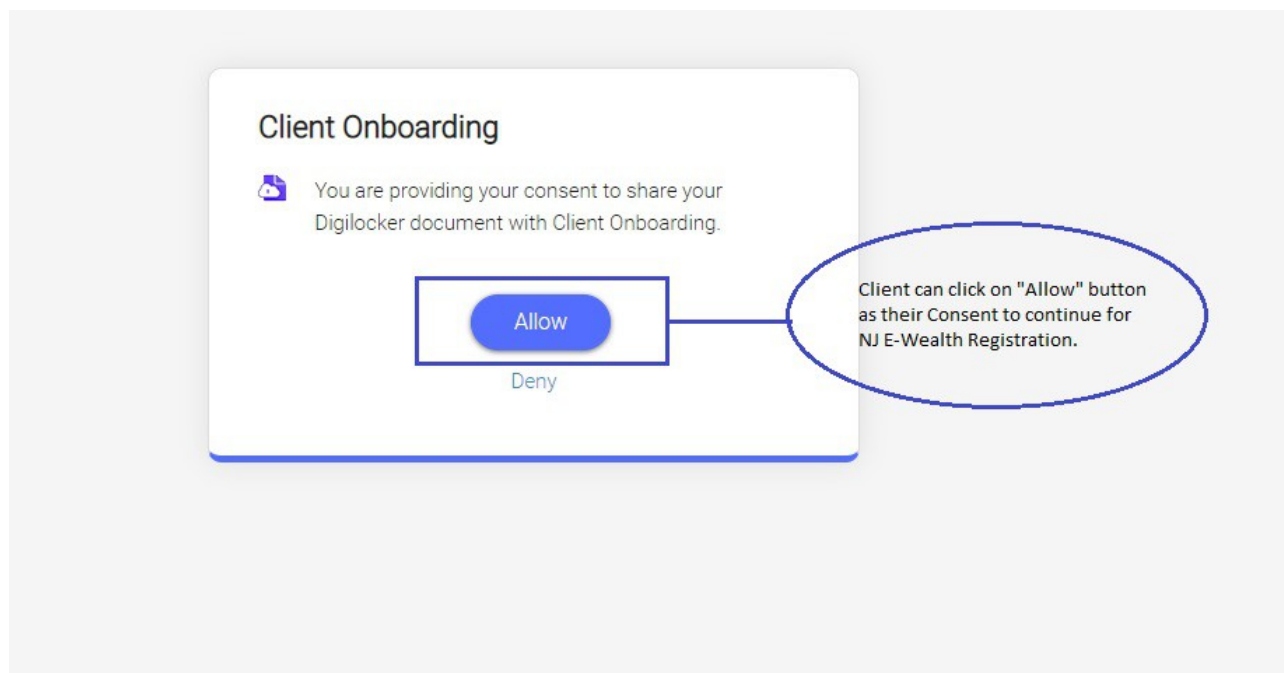 Client Onboarding
You are providing your consent to share your
Digilocker document with Client Onboarding.
Allow
Deny
Client can click on "Allow" button
as their Consent to continue for
NJ E-Wealth Registration.